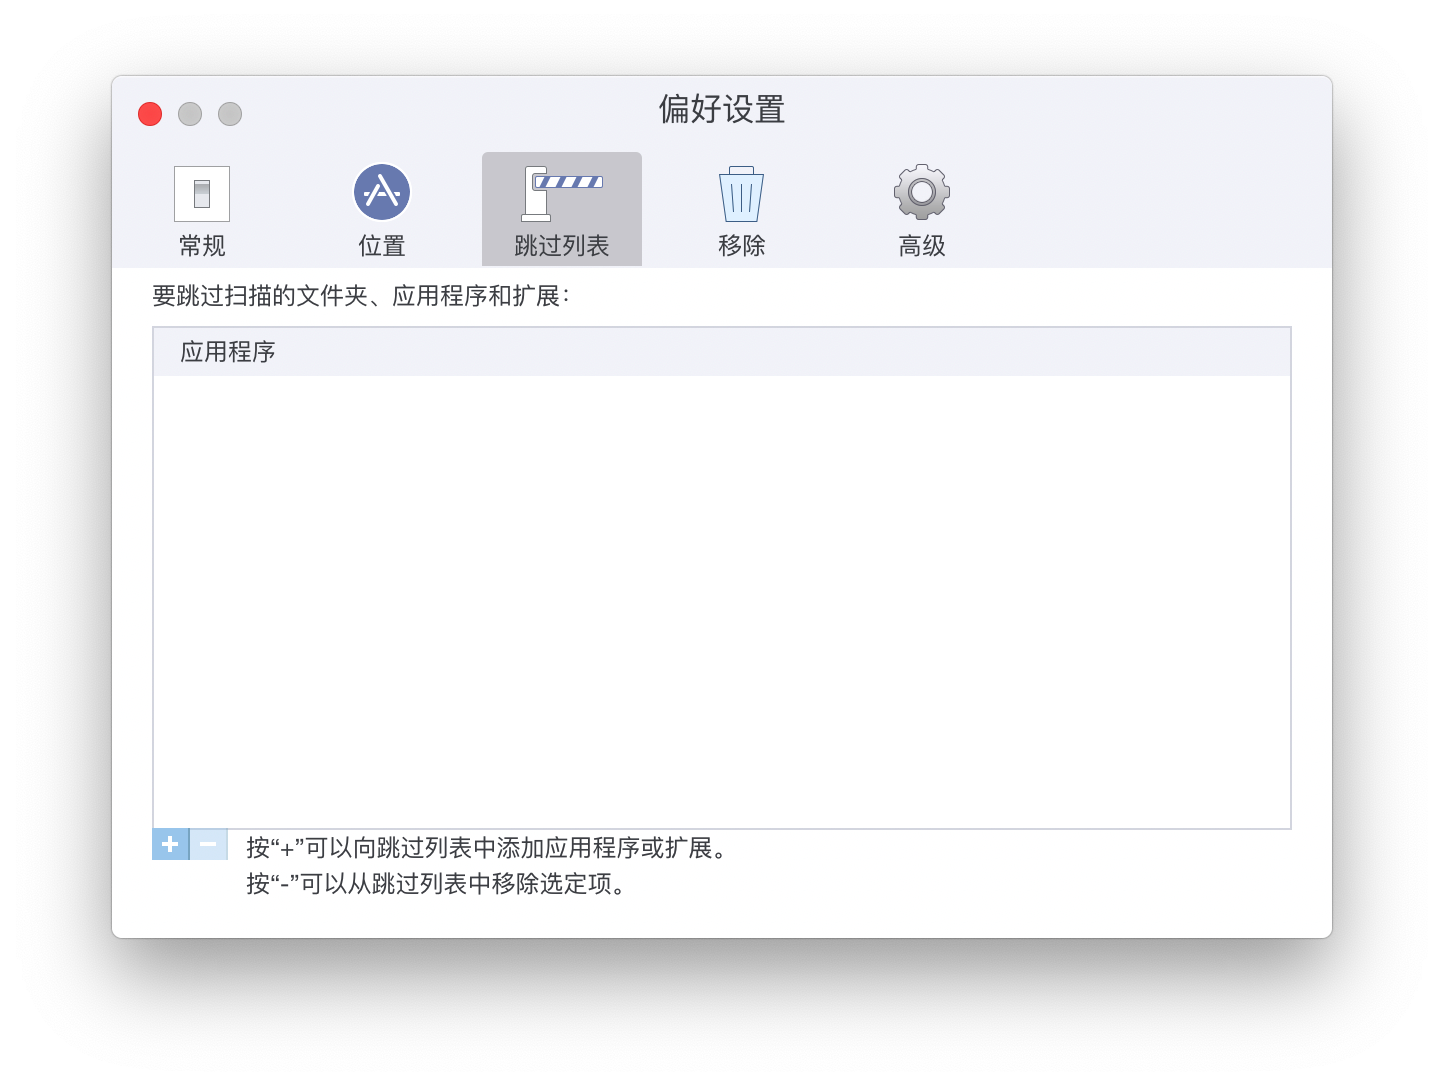 偏好设置
常规
位置
跳过列表
移除
高级
要跳过扫描的文件夹、应用程序和扩展：
应用程序
按“+”可以向跳过列表中添加应用程序或扩展。
按“-”可以从跳过列表中移除选定项。